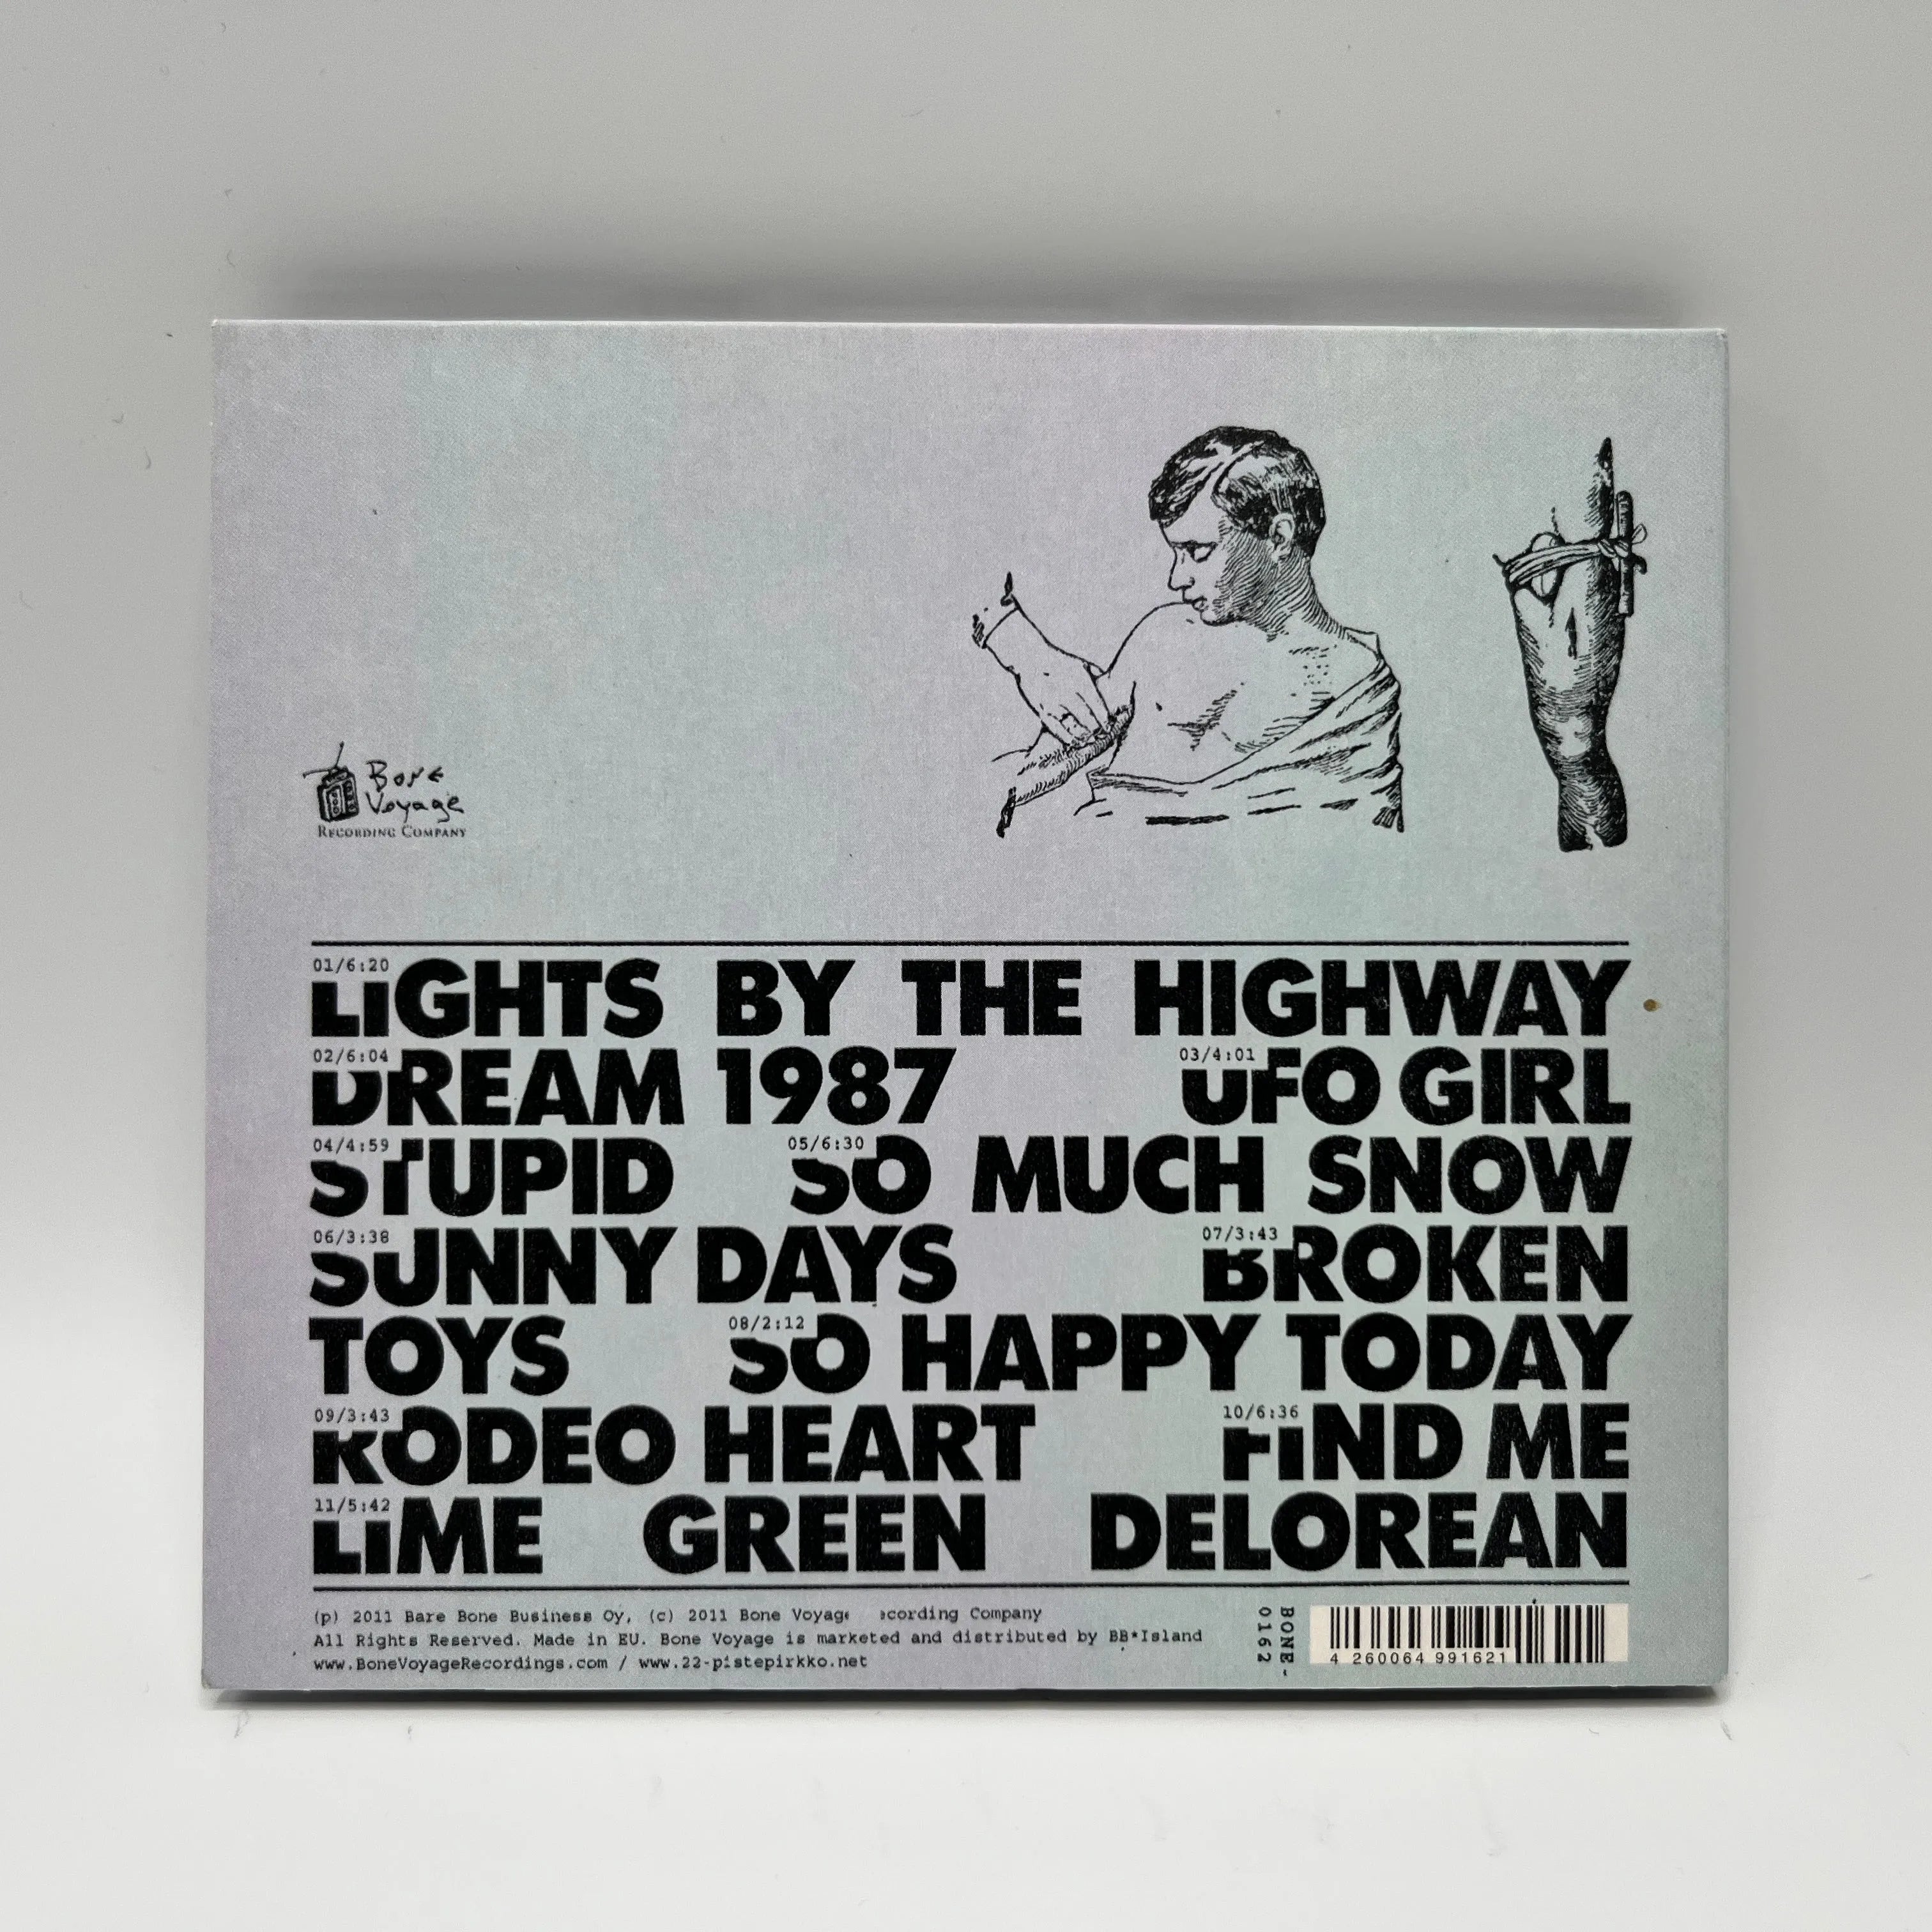 Bone
Voyage
RECORDING COMPANY
01/6:20
LIGHTS BY THE HIGHWAY
02/6:04 03/4:01
DREAM 1987 UFO GIRL
04/4:59 05/6:30
STUPID SO MUCH SNOW
06/3:38 07/3:43
SUNNY DAYS BROKEN
08/2:12
TOYS SO HAPPY TODAY
09/3:43 10/6:36
RODEO HEART FIND ME
11/5:42
LIME GREEN DELOREAN
(p) 2011 Bare Bone Business Oy, (c) 2011 Bone Voyage Recording Company
All Rights Reserved. Made in EU. Bone Voyage is marketed and distributed by BB*Island
www.BoneVoyageRecordings.com / www.22-pistepirkko.net
BONE-
0162
4 260064 991621